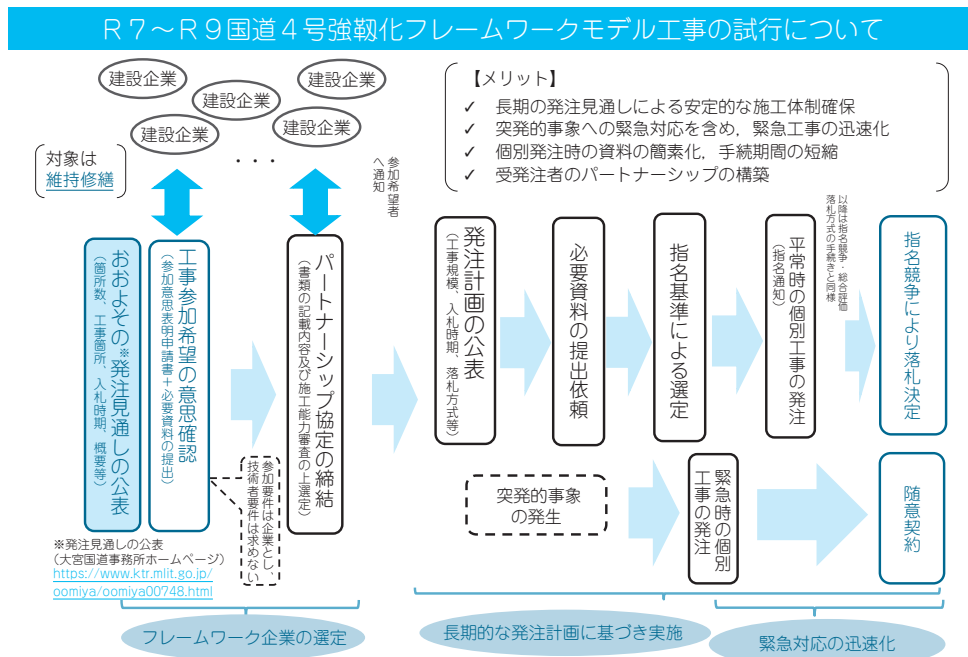 R7～R9国道4号強靱化フレームワークモデル工事の試行について
建設企業
建設企業
建設企業
建設企業
建設企業
・・・
対象は
維持修繕
【メリット】
✓ 長期の発注見通しによる安定的な施工体制確保
✓ 突発的事象への緊急対応を含め，緊急工事の迅速化
✓ 個別発注時の資料の簡素化，手続期間の短縮
✓ 受発注者のパートナーシップの構築
おおよその※発注見通しの公表
（箇所数、工事箇所、入札時期、概要等）
工事参加希望の意思確認
（参加意思表明申請書＋必要資料の提出）
参加要件は企業とし、
技術者要件は求めない
パートナーシップ協定の締結
（書類の記載内容及び施工能力審査の上選定）
参加希望者
へ通知
発注計画の公表
（工事規模、入札時期、落札方式等）
必要資料の提出依頼
指名基準による選定
平常時の個別工事の発注
（指名通知）
以降は指名競争・総合評価
落札方式の手続きと同様
指名競争により落札決定
突発的事象
の発生
緊急時の個別
工事の発注
随意契約
※発注見通しの公表
（大宮国道事務所ホームページ）
https://www.ktr.mlit.go.jp/
oomiya/oomiya00748.html
フレームワーク企業の選定
長期的な発注計画に基づき実施
緊急対応の迅速化